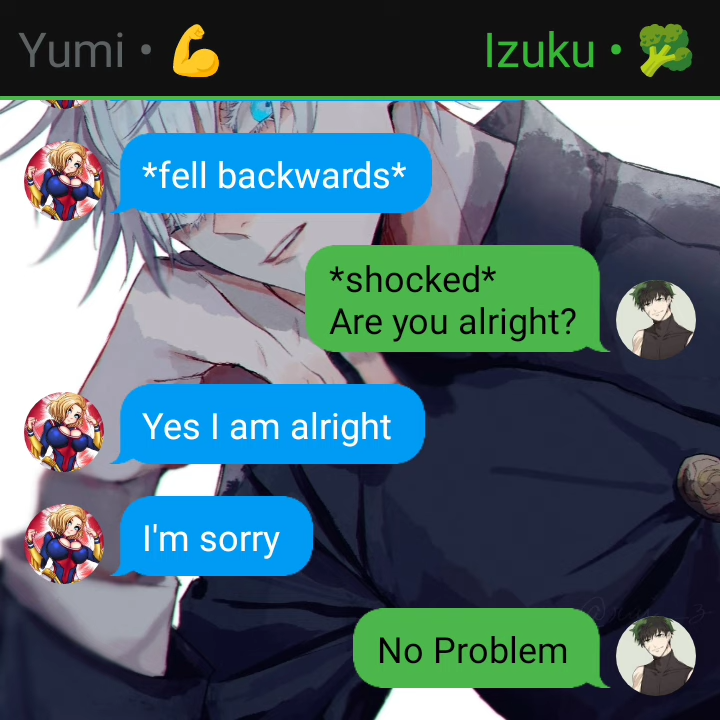 Yumi • 💪
Izuku • 🥦
*fell backwards*
*shocked*
Are you alright?
Yes I am alright
I'm sorry
No Problem